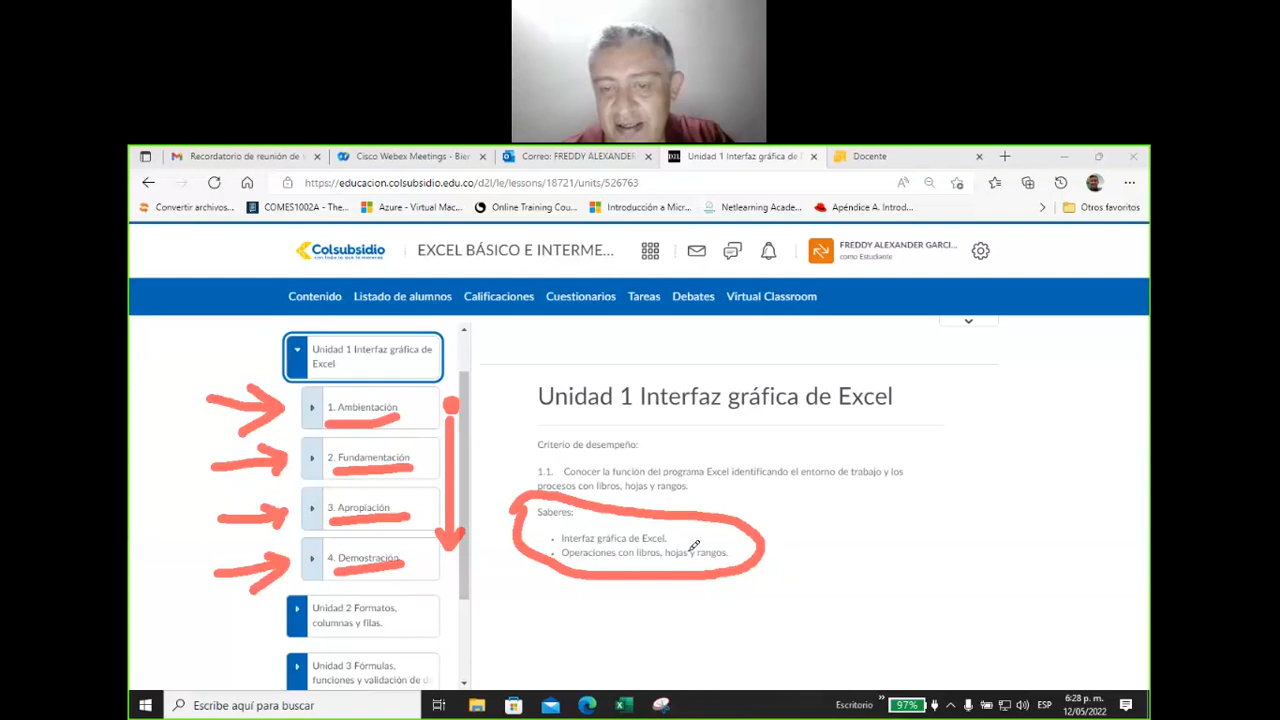 Recordatorio de reunión de
Cisco Webex Meetings - Bien
Correo: FREDDY ALEXANDER
D2L
Unidad 1 Interfaz gráfica de
Docente
https://educacion.colsubsidio.edu.co/d2l/le/lessons/18721/units/526763
Convertir archivos...
COMES1002A - The...
Azure - Virtual Mac...
Online Training Cou...
Introducción a Micr...
Netlearning Acade...
Apéndice A. Introd...
Otros favoritos
Colsubsidio
EXCEL BÁSICO E INTERME...
FREDDY ALEXANDER GARCI...
como Estudiante
Contenido
Listado de alumnos
Calificaciones
Cuestionarios
Tareas
Debates
Virtual Classroom
Unidad 1 Interfaz gráfica de
Excel
1. Ambientación
2. Fundamentación
3. Apropiación
4. Demostración
Unidad 2 Formatos,
columnas y filas.
Unidad 3 Fórmulas,
funciones y validación de
Unidad 1 Interfaz gráfica de Excel
Criterio de desempeño:
1.1. Conocer la función del programa Excel identificando el entorno de trabajo y los
procesos con libros, hojas y rangos.
Saberes:
Interfaz gráfica de Excel.
Operaciones con libros, hojas y rangos.
Escribe aquí para buscar
Escritorio
97%
ESP
6:28 p. m.
12/05/2022